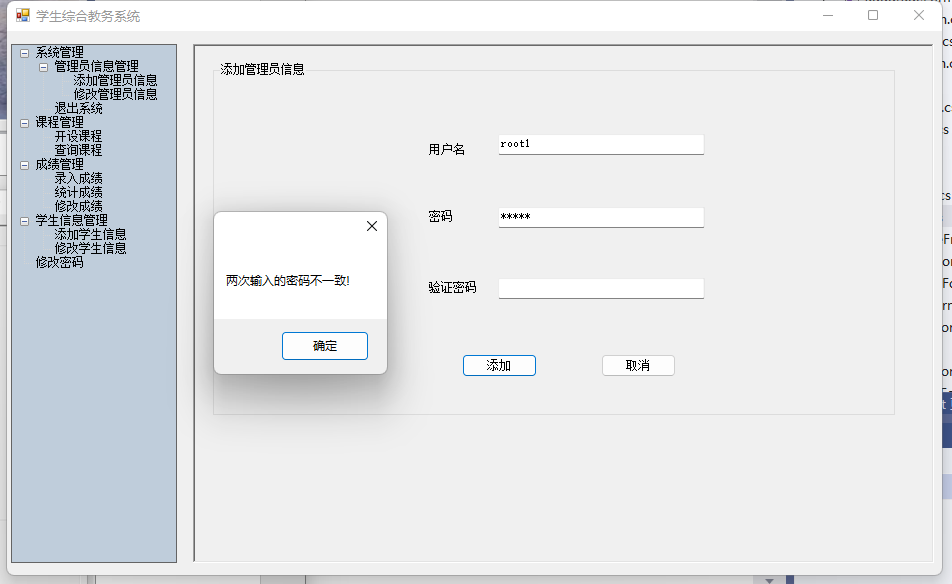 学生综合教务系统
系统管理
管理员信息管理
添加管理员信息
修改管理员信息
退出系统
课程管理
开设课程
查询课程
成绩管理
录入成绩
统计成绩
修改成绩
学生信息管理
添加学生信息
修改学生信息
修改密码
添加管理员信息
用户名
root1
密码
*****
验证密码
添加
取消
两次输入的密码不一致!
确定